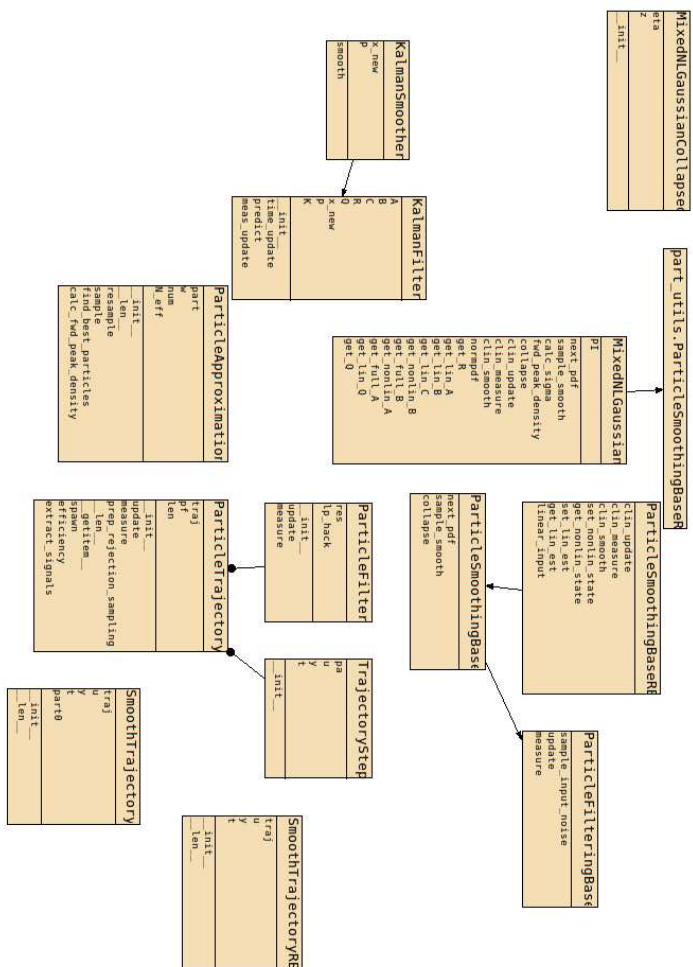 MixedNLGaussianCollapsed
eta
z
__init__
part_utils.ParticleSmoothingBaseR
ParticleSmoothingBaseRB
clin_update
clin_measure
clin_smooth
set_nonlin_state
get_nonlin_state
set_lin_est
get_lin_est
linear_input
MixedNLGaussian
PI
next_pdf
sample_smooth
calc_sigma
fwd_peak_density
collapse
clin_update
clin_measure
clin_smooth
normpdf
get_R
get_lin_A
get_lin_B
get_lin_C
get_nonlin_B
get_full_B
get_nonlin_A
get_full_A
get_lin_Q
get_Q
ParticleFilteringBase
sample_input_noise
update
measure
ParticleSmoothingBase
next_pdf
sample_smooth
collapse
KalmanSmoother
x_new
P
smooth
KalmanFilter
A
B
C
R
Q
x_new
P
K
__init__
time_update
predict
meas_update
ParticleFilter
res
lp_hack
__init__
update
measure
TrajectoryStep
pa
u
y
t
__init__
SmoothTrajectoryRB
traj
u
y
t
__init__
__len__
ParticleApproximation
part
w
num
N_eff
__init__
__len__
resample
sample
find_best_particles
calc_fwd_peak_density
ParticleTrajectory
traj
pf
len
__init__
update
measure
prep_rejection_sampling
__len__
__getitem__
spawn
efficiency
extract_signals
SmoothTrajectory
traj
u
y
t
part0
__init__
__len__